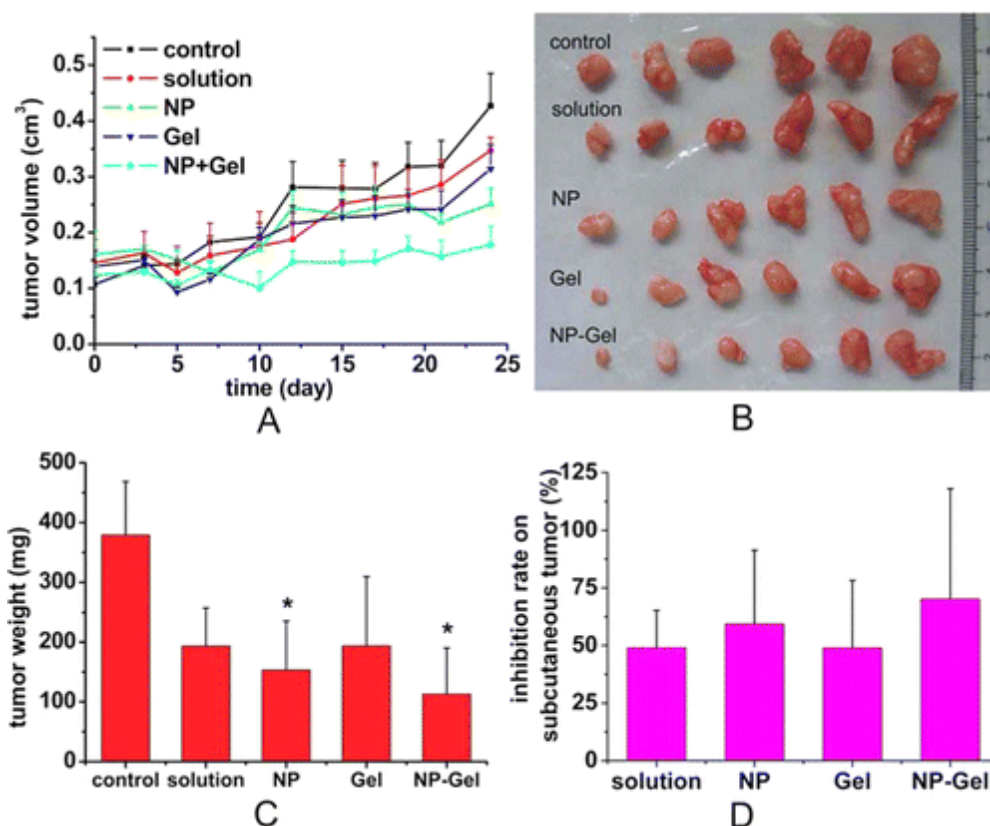 control
solution
NP
Gel
NP+Gel
tumor volume (cm³)
0.5
0.4
0.3
0.2
0.1
0.0
0 5 10 15 20 25
time (day)
A
control
solution
NP
Gel
NP-Gel
B
tumor weight (mg)
500
400
300
200
100
0
* *
control solution NP Gel NP-Gel
C
inhibition rate on
subcutaneous tumor (%)
125
100
75
50
25
0
solution NP Gel NP-Gel
D